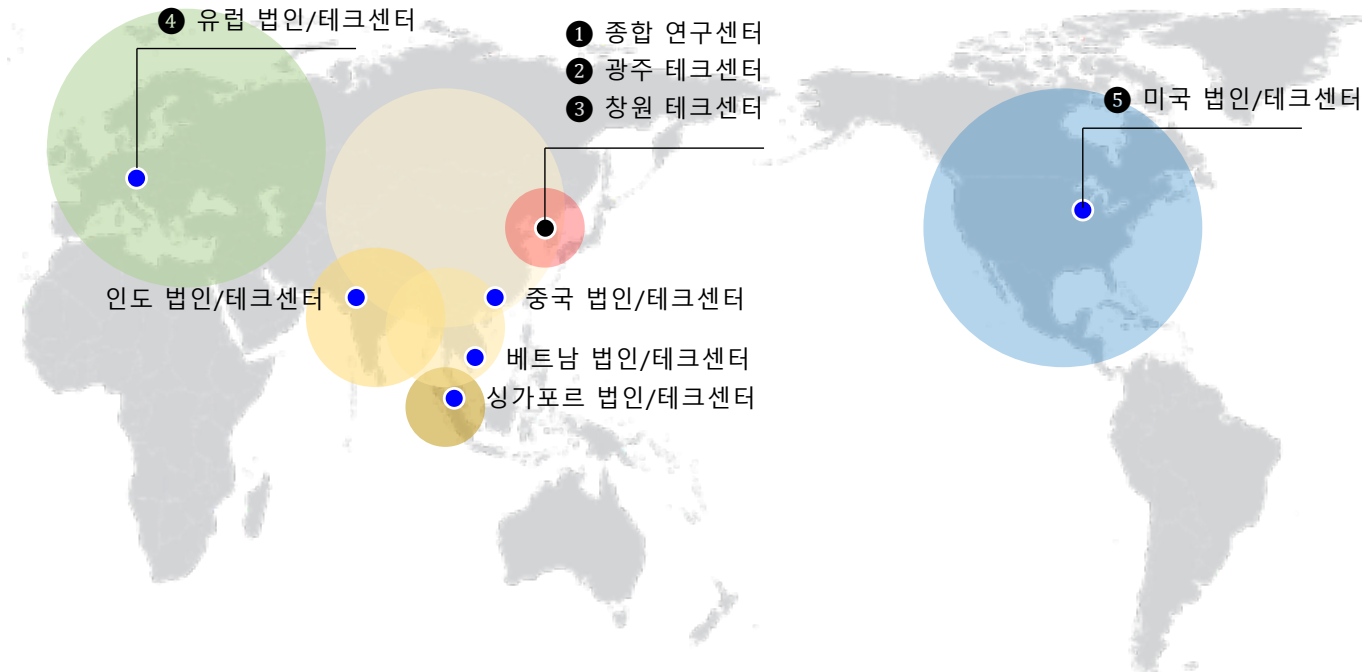 ❹ 유럽 법인/테크센터
❶ 종합 연구센터
❷ 광주 테크센터
❸ 창원 테크센터
❺ 미국 법인/테크센터
인도 법인/테크센터
중국 법인/테크센터
베트남 법인/테크센터
싱가포르 법인/테크센터